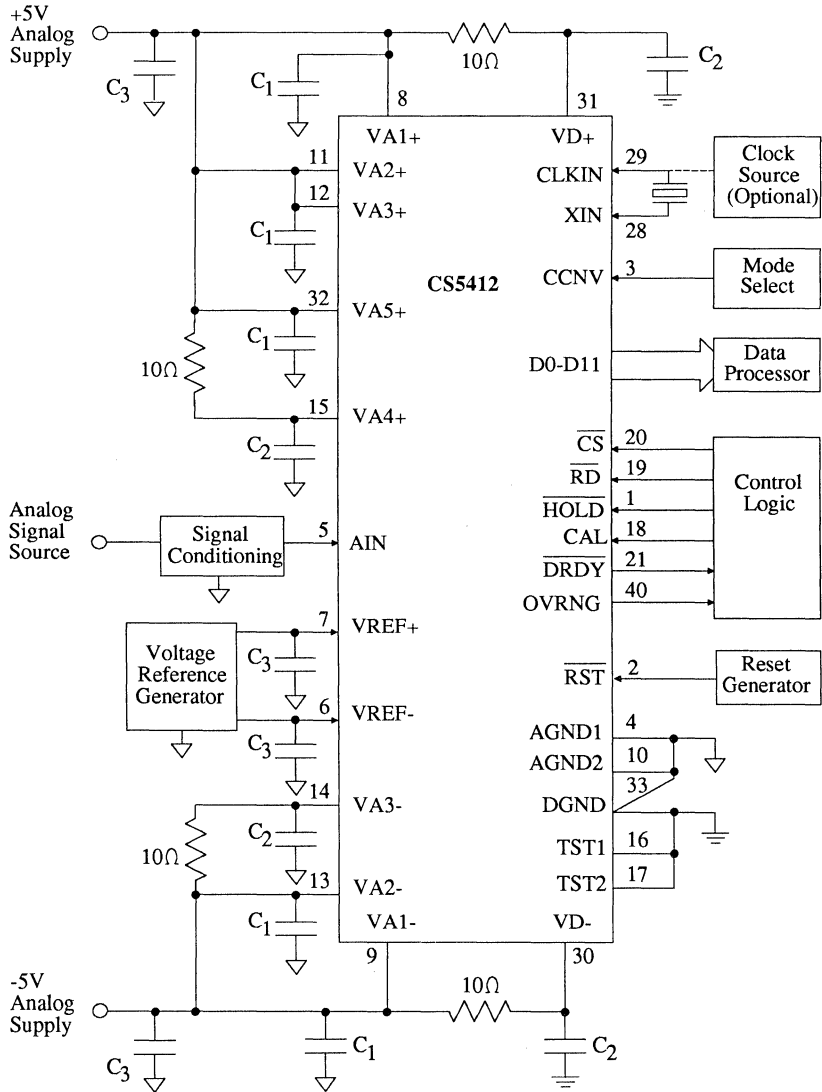 +5V
Analog
Supply
C3
C1
10Ω
C2
8
31
VA1+
VD+
11
VA2+
12
VA3+
C1
29
CLKIN
XIN
28
Clock
Source
(Optional)
CS5412
CCNV
3
Mode
Select
32
VA5+
C1
10Ω
D0-D11
Data
Processor
15
VA4+
C2
CS
20
RD
19
HOLD
1
CAL
18
DRDY
21
OVRNG
40
Control
Logic
Analog
Signal
Source
Signal
Conditioning
5
AIN
7
VREF+
Voltage
Reference
Generator
C3
6
VREF-
C3
RST
2
Reset
Generator
AGND1
4
AGND2
10
33
DGND
TST1
16
TST2
17
14
VA3-
C2
10Ω
13
VA2-
C1
VA1-
VD-
9
30
-5V
Analog
Supply
10Ω
C3
C1
C2